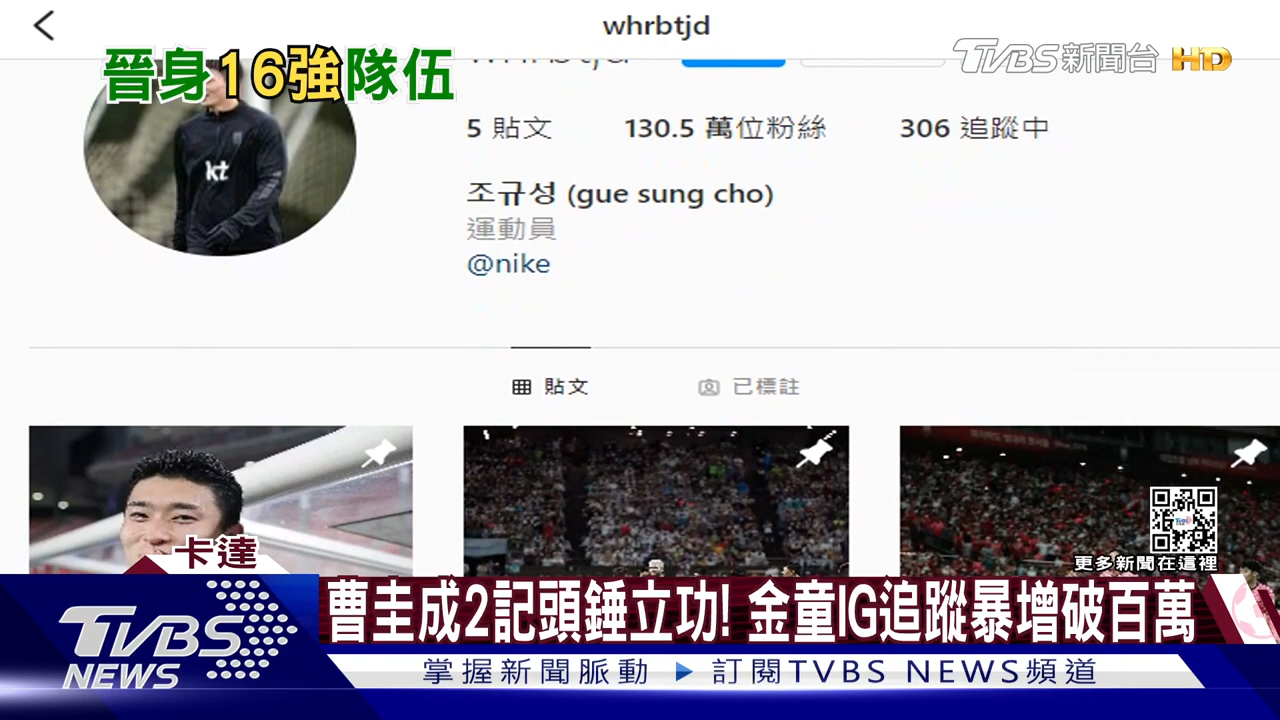 whrbtjd
TVBS新聞台 HD
晉身16強隊伍
kt
5 貼文 130.5 萬位粉絲 306 追蹤中
조규성 (gue sung cho)
運動員
@nike
貼文 已標註
更多新聞在這裡
卡達
曹圭成2記頭錘立功! 金童IG追蹤暴增破百萬
TVBS NEWS
掌握新聞脈動 ▶ 訂閱TVBS NEWS頻道